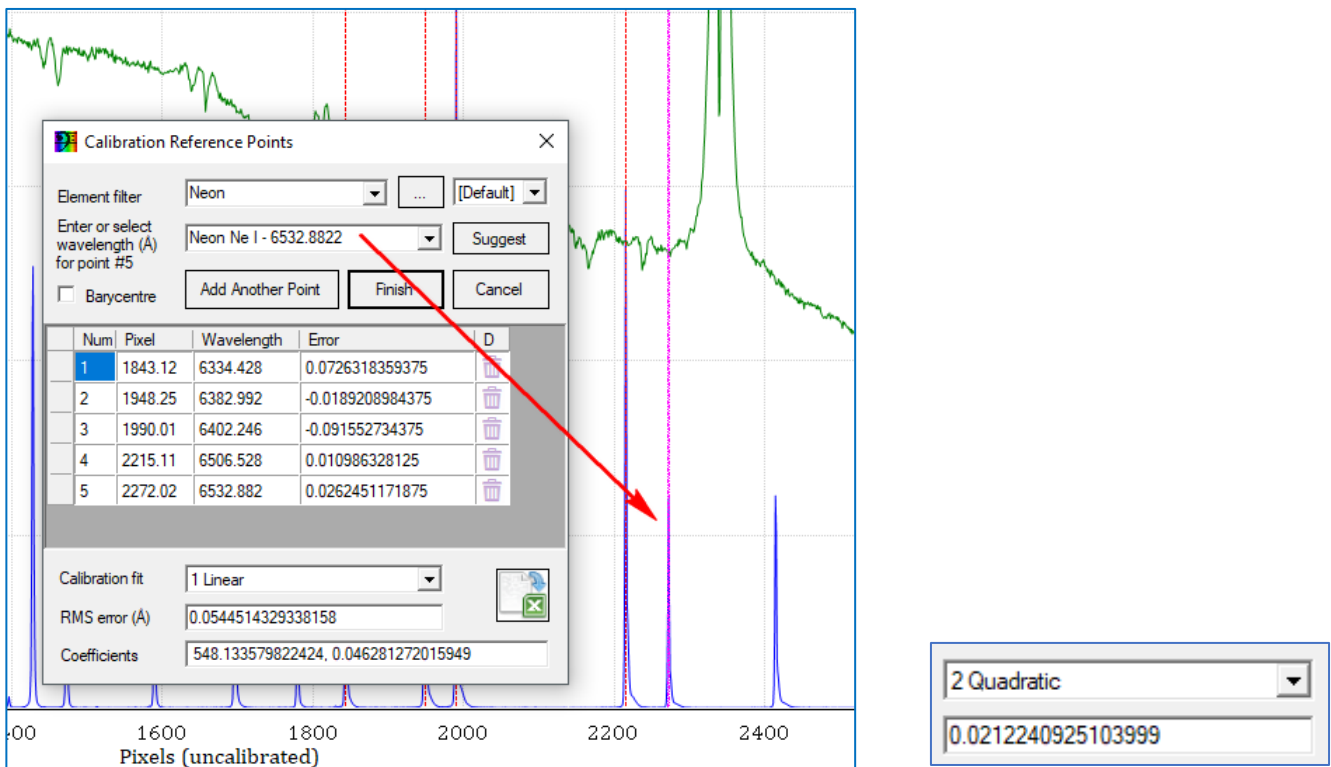 Calibration Reference Points
Element filter
Neon
...
[Default]
Enter or select
wavelength (Å)
for point #5
Neon Ne I - 6532.8822
Suggest
Barycentre
Add Another Point
Finish
Cancel
Num Pixel Wavelength Error D
1 1843.12 6334.428 0.0726318359375
2 1948.25 6382.992 -0.0189208984375
3 1990.01 6402.246 -0.091552734375
4 2215.11 6506.528 0.010986328125
5 2272.02 6532.882 0.0262451171875
Calibration fit
1 Linear
RMS error (Å)
0.0544514329338158
Coefficients
548.133579822424, 0.046281272015949
2 Quadratic
0.0212240925103999
1600 1800 2000 2200 2400
Pixels (uncalibrated)